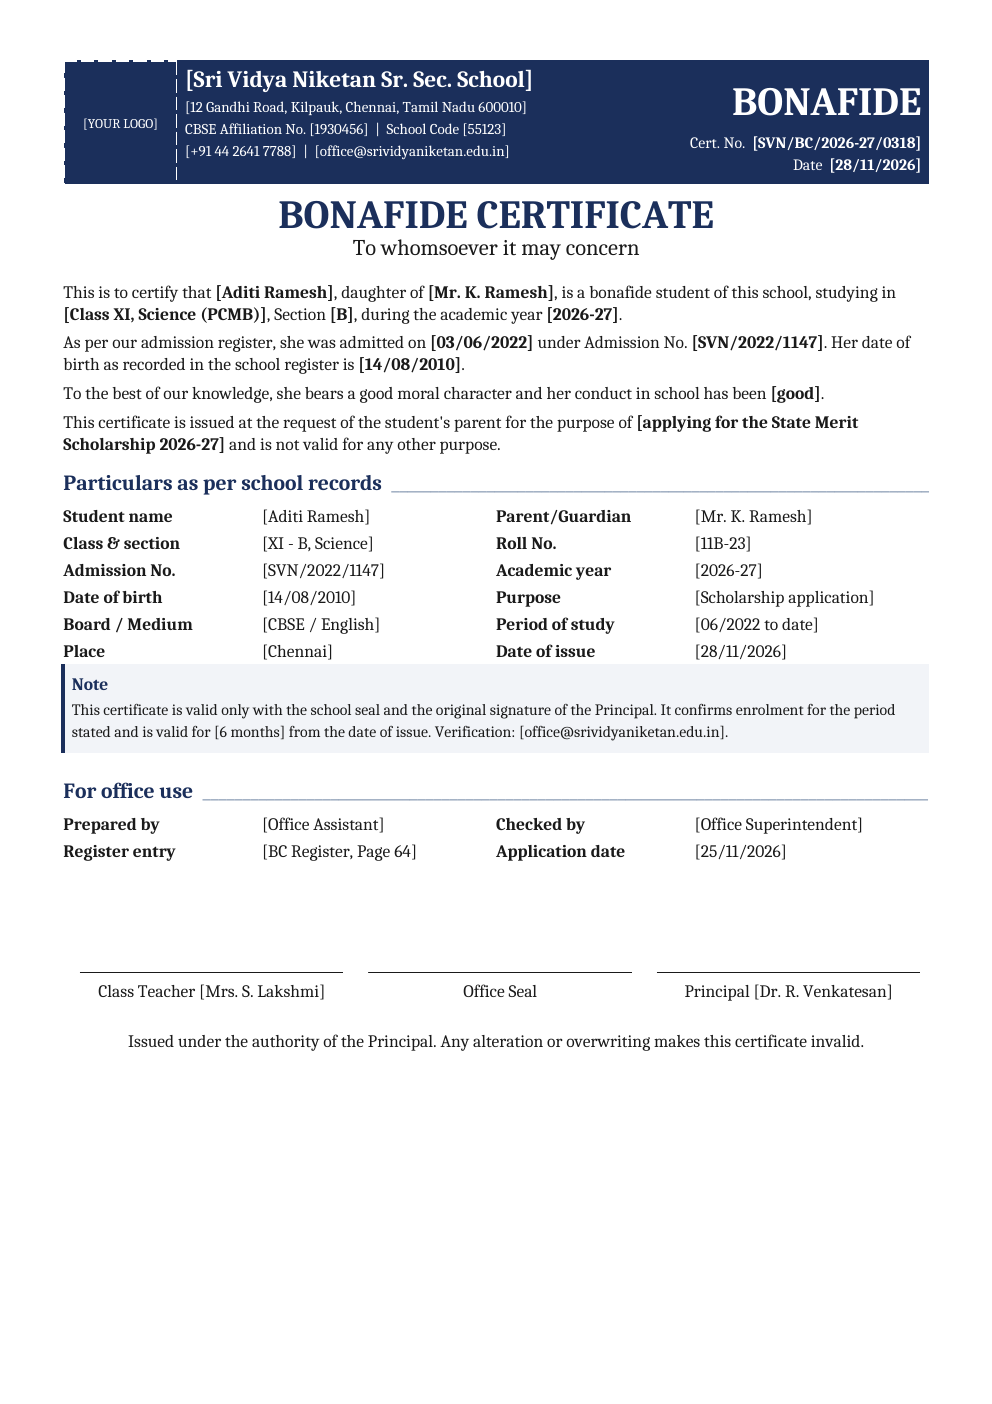 [YOUR LOGO]
[Sri Vidya Niketan Sr. Sec. School]
[12 Gandhi Road, Kilpauk, Chennai, Tamil Nadu 600010]
CBSE Affiliation No. [1930456] | School Code [55123]
[+91 44 2641 7788] | [office@srividyaniketan.edu.in]
BONAFIDE
Cert. No. [SVN/BC/2026-27/0318]
Date [28/11/2026]
BONAFIDE CERTIFICATE
To whomsoever it may concern
This is to certify that [Aditi Ramesh], daughter of [Mr. K. Ramesh], is a bonafide student of this school, studying in
[Class XI, Science (PCMB)], Section [B], during the academic year [2026-27].
As per our admission register, she was admitted on [03/06/2022] under Admission No. [SVN/2022/1147]. Her date of
birth as recorded in the school register is [14/08/2010].
To the best of our knowledge, she bears a good moral character and her conduct in school has been [good].
This certificate is issued at the request of the student's parent for the purpose of [applying for the State Merit
Scholarship 2026-27] and is not valid for any other purpose.
Particulars as per school records
Student name [Aditi Ramesh] Parent/Guardian [Mr. K. Ramesh]
Class & section [XI - B, Science] Roll No. [11B-23]
Admission No. [SVN/2022/1147] Academic year [2026-27]
Date of birth [14/08/2010] Purpose [Scholarship application]
Board / Medium [CBSE / English] Period of study [06/2022 to date]
Place [Chennai] Date of issue [28/11/2026]
Note
This certificate is valid only with the school seal and the original signature of the Principal. It confirms enrolment for the period
stated and is valid for [6 months] from the date of issue. Verification: [office@srividyaniketan.edu.in].
For office use
Prepared by [Office Assistant] Checked by [Office Superintendent]
Register entry [BC Register, Page 64] Application date [25/11/2026]
Class Teacher [Mrs. S. Lakshmi] Office Seal Principal [Dr. R. Venkatesan]
Issued under the authority of the Principal. Any alteration or overwriting makes this certificate invalid.